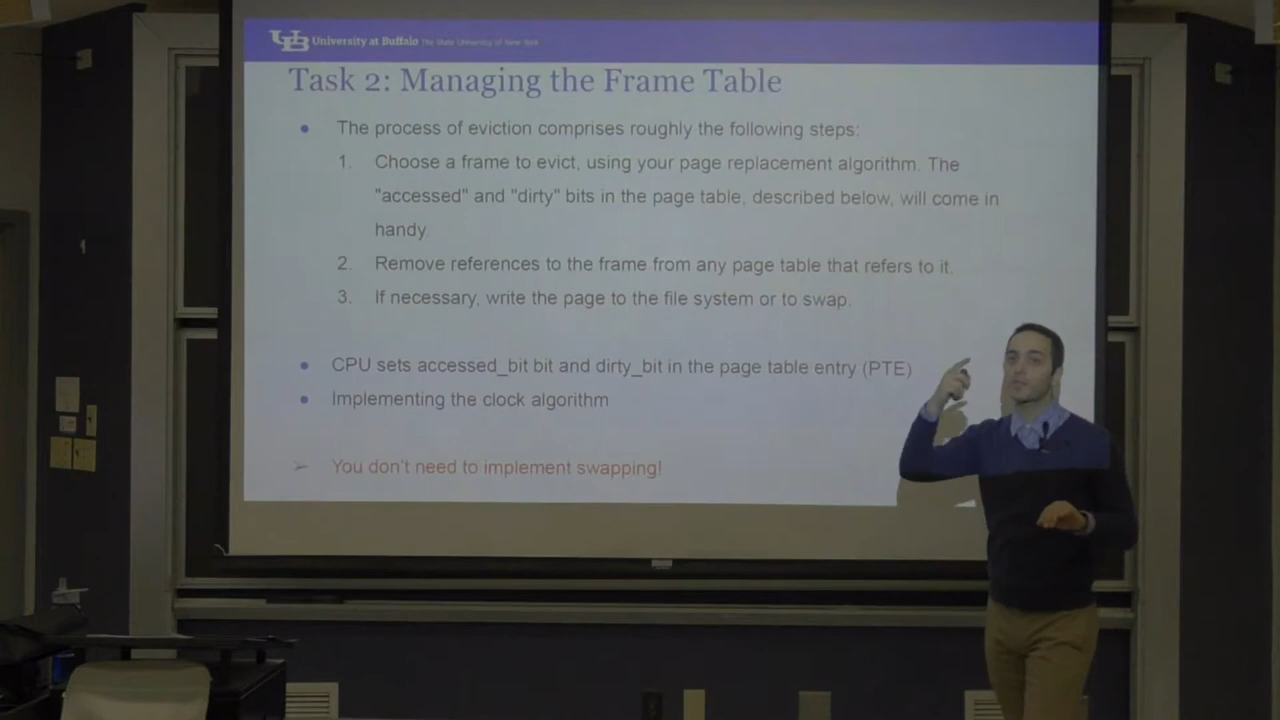 UB University at Buffalo The State University of New York
Task 2: Managing the Frame Table
• The process of eviction comprises roughly the following steps:
1. Choose a frame to evict, using your page replacement algorithm. The
"accessed" and "dirty" bits in the page table, described below, will come in
handy.
2. Remove references to the frame from any page table that refers to it.
3. If necessary, write the page to the file system or to swap.
• CPU sets accessed_bit bit and dirty_bit in the page table entry (PTE)
• Implementing the clock algorithm
➢ You don't need to implement swapping!